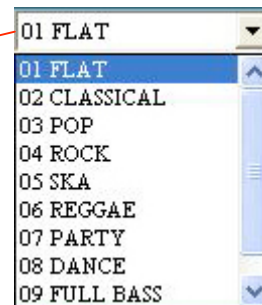 01 FLAT
01 FLAT
02 CLASSICAL
03 POP
04 ROCK
05 SKA
06 REGGAE
07 PARTY
08 DANCE
09 FULL BASS